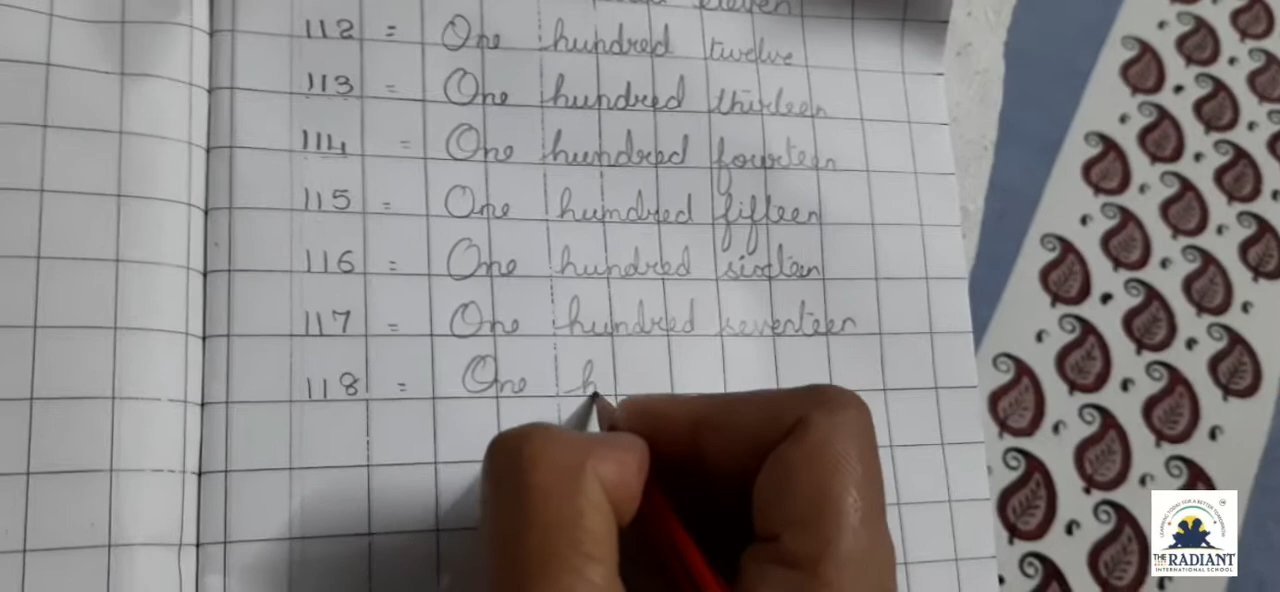 eleven
112 = One hundred twelve
113 = One hundred thirteen
114 = One hundred fourteen
115 = One hundred fifteen
116 = One hundred sixteen
117 = One hundred seventeen
118 = One h
THE RADIANT
INTERNATIONAL SCHOOL